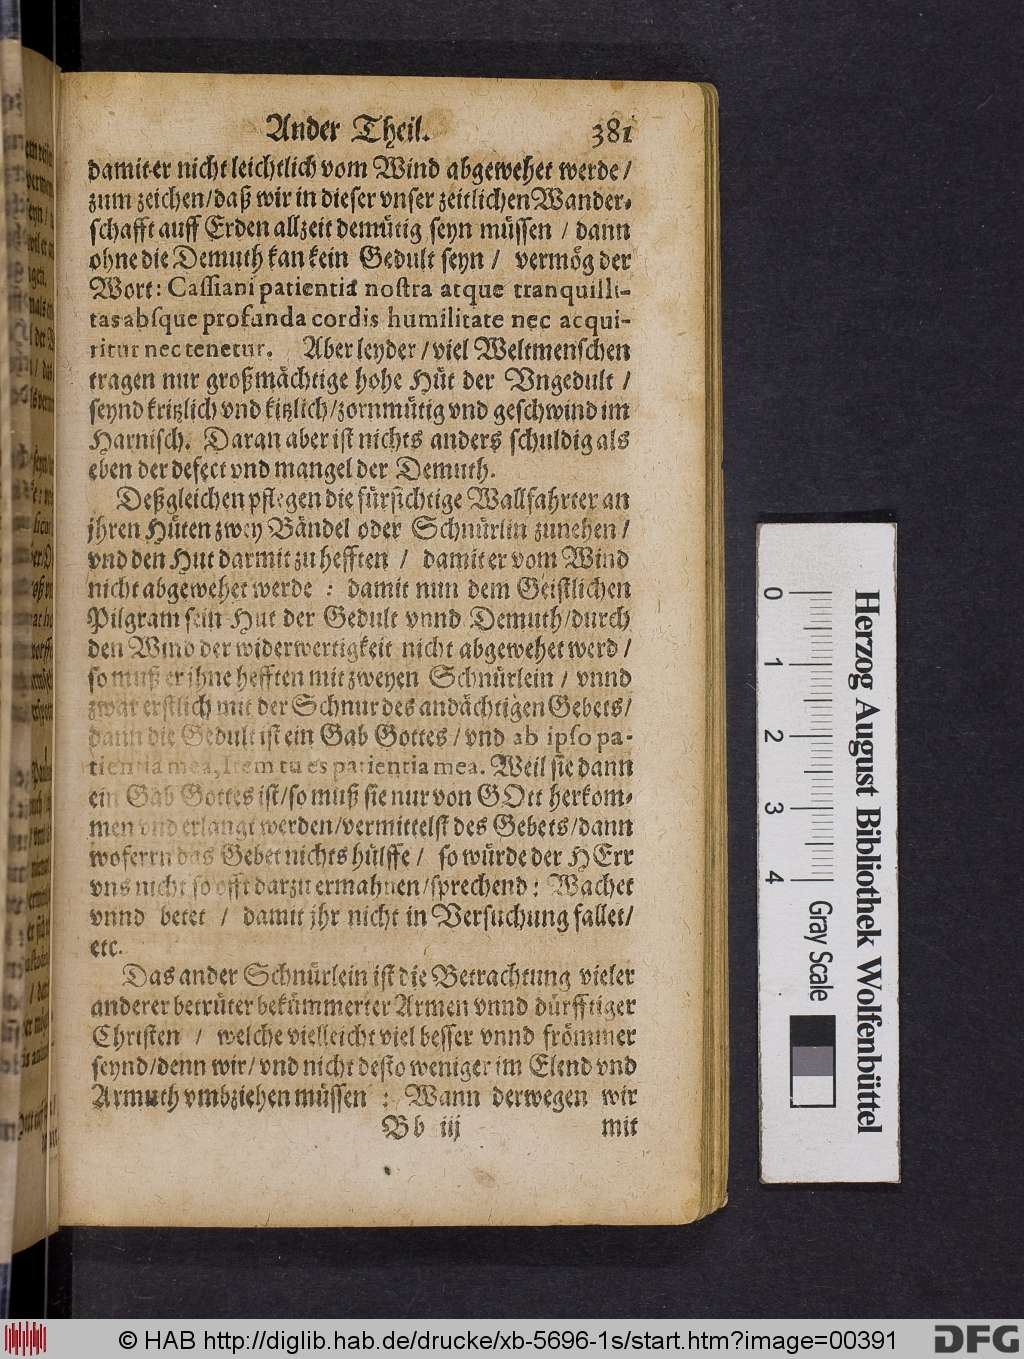 Ander Theil. 381
damit er nicht leichtlich vom Wind abgewehet werde /
zum zeichen / daß wir in dieser vnser zeitlichen Wander-
schafft auff Erden allzeit demütig seyn müssen / dann
ohne die Demuth kan kein Gedult seyn / vermög der
Wort: Cassiani patientia nostra atque tranquilli-
tas absque profunda cordis humilitate nec acqui-
ritur nec tenetur. Aber leyder / viel Weltmenschen
tragen nur großmächtige hohe Hüt der Vngedult /
seynd kritzlich vnd kitzlich / zornmütig vnd geschwind im
Harnisch. Daran aber ist nichts anders schuldig als
eben der defect vnd mangel der Demuth.
Deßgleichen pflegen die fürsichtige Wallfahrter an
jhren Hüten zwey Bändel oder Schnürlin zunehen /
vnd den Hut darmit zu hefften / damit er vom Wind
nicht abgewehet werde : damit nun dem Geistlichen
Pilgram sein Hut der Gedult vnnd Demuth / durch
den Wind der widerwertigkeit nicht abgewehet werd /
so muß er jhne hefften mit zweyen Schnürlein / vnnd
zwar erstlich mit der Schnur des andächtigen Gebets /
dann die Gedult ist ein Gab Gottes / vnd ab ipso pa-
tientia mea, Item tu es patientia mea. Weil sie dann
ein Gab Gottes ist / so muß sie nur von GOtt herkom-
men vnd erlangt werden / vermittelst des Gebets / dann
woferrn das Gebet nichts hülffe / so würde der HErr
vns nicht so offt darzu ermahnen / sprechend : Wachet
vnnd betet / damit jhr nicht in Versuchung fallet /
etc.
Das ander Schnürlein ist die Betrachtung vieler
anderer betrüter bekümmerter Armen vnnd dürfftiger
Christen / welche vielleicht viel besser vnnd frömmer
seynd / denn wir / vnd nicht desto weniger im Elend vnd
Armuth vmbziehen müssen : Wann derwegen wir
Bb iij mit
0 1 2 3 4
Gray Scale
Herzog August Bibliothek Wolfenbüttel
© HAB http://diglib.hab.de/drucke/xb-5696-1s/start.htm?image=00391
DFG